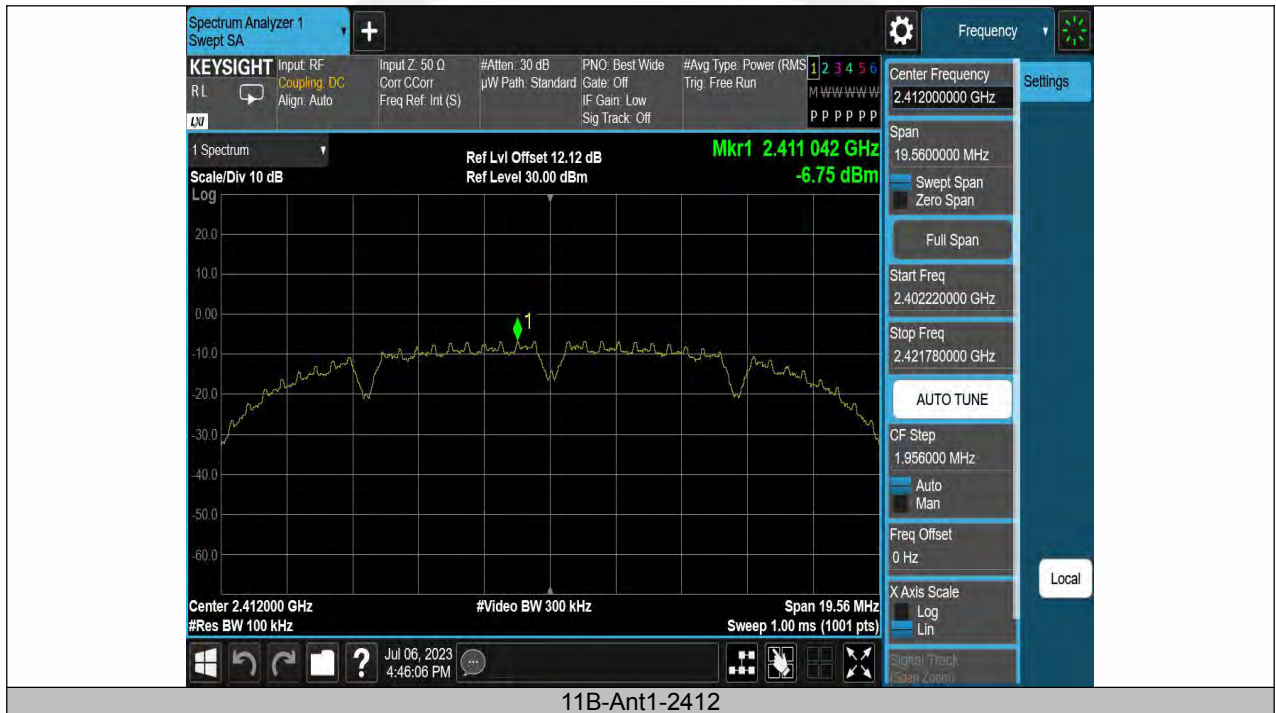 Spectrum Analyzer 1
Swept SA
+
Frequency
KEYSIGHT
RL
LXI
Input: RF
Coupling: DC
Align: Auto
Input Z: 50 Ω
Corr CCorr
Freq Ref: Int (S)
#Atten: 30 dB
µW Path: Standard
PNO: Best Wide
Gate: Off
IF Gain: Low
Sig Track: Off
#Avg Type: Power (RMS
Trig: Free Run
1 2 3 4 5 6
M W W W W W
P P P P P P
1 Spectrum
Scale/Div 10 dB
Log
Ref Lvl Offset 12.12 dB
Ref Level 30.00 dBm
Mkr1 2.411 042 GHz
-6.75 dBm
20.0
10.0
0.00
-10.0
-20.0
-30.0
-40.0
-50.0
-60.0
1
Center 2.412000 GHz
#Res BW 100 kHz
#Video BW 300 kHz
Span 19.56 MHz
Sweep 1.00 ms (1001 pts)
Center Frequency
2.412000000 GHz
Settings
Span
19.5600000 MHz
Swept Span
Zero Span
Full Span
Start Freq
2.402220000 GHz
Stop Freq
2.421780000 GHz
AUTO TUNE
CF Step
1.956000 MHz
Auto
Man
Freq Offset
0 Hz
X Axis Scale
Log
Lin
Signal Track
(Span Zoom)
Local
?
Jul 06, 2023
4:46:06 PM
11B-Ant1-2412